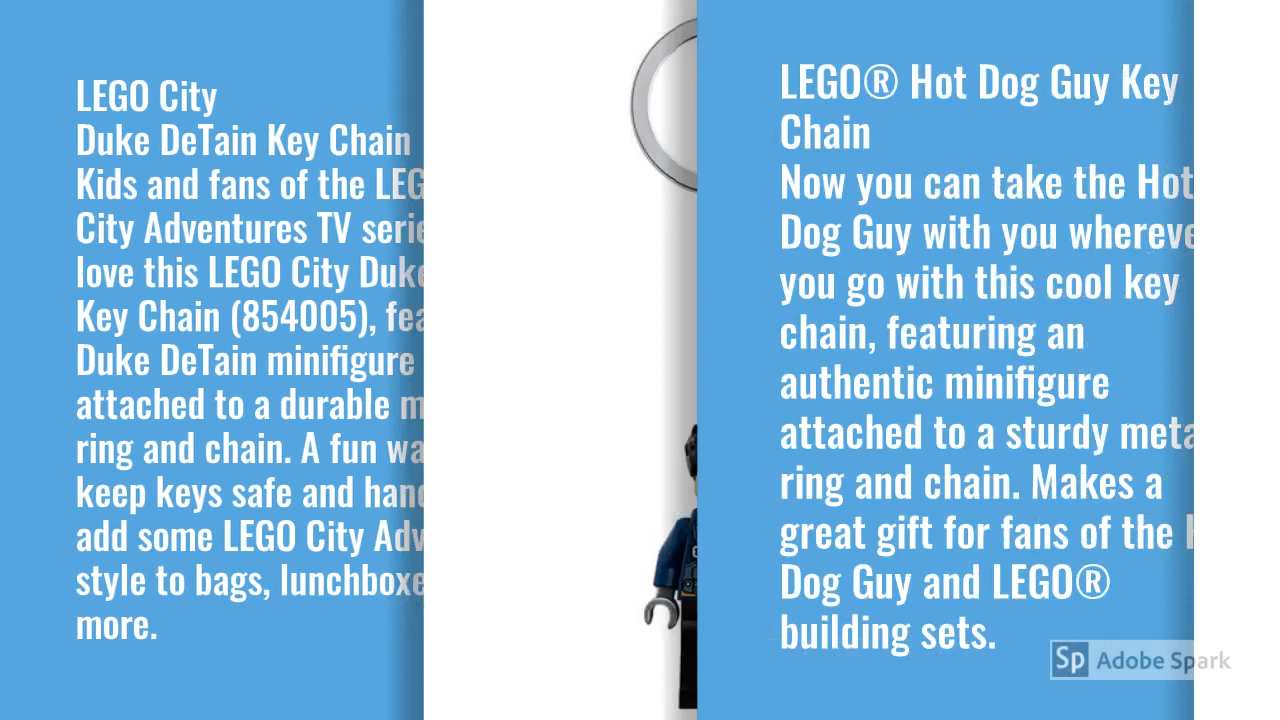 LEGO City
Duke DeTain Key Chain
Kids and fans of the LEG
City Adventures TV serie
love this LEGO City Duke
Key Chain (854005), fea
Duke DeTain minifigure
attached to a durable m
ring and chain. A fun wa
keep keys safe and hand
add some LEGO City Adv
style to bags, lunchboxe
more.
LEGO® Hot Dog Guy Key
Chain
Now you can take the Hot
Dog Guy with you whereve
you go with this cool key
chain, featuring an
authentic minifigure
attached to a sturdy meta
ring and chain. Makes a
great gift for fans of the H
Dog Guy and LEGO®
building sets.
Sp Adobe Spark